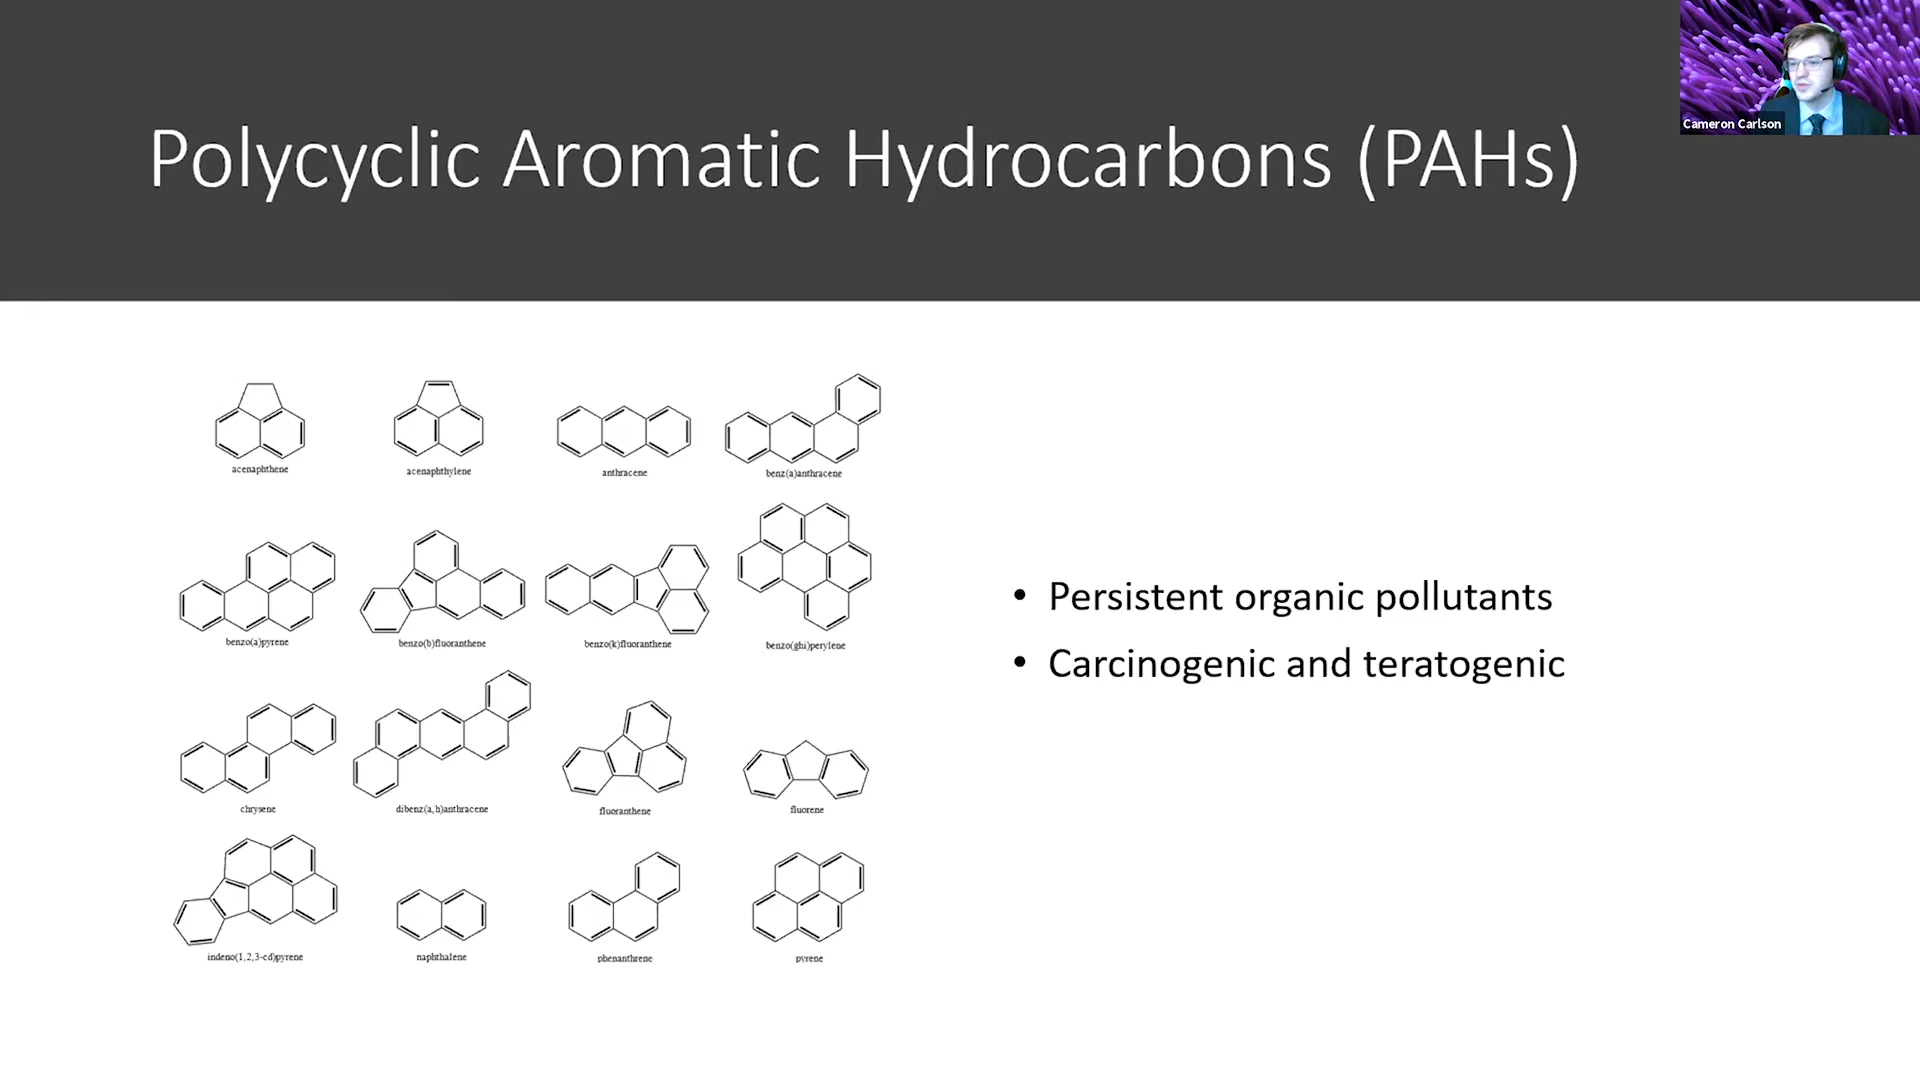 Polycyclic Aromatic Hydrocarbons (PAHs)
Cameron Carlson
acenaphthene
acenaphthylene
anthracene
benz(a)anthracene
benzo(a)pyrene
benzo(b)fluoranthene
benzo(k)fluoranthene
benzo(ghi)perylene
chrysene
dibenz(a,h)anthracene
fluoranthene
fluorene
indeno(1,2,3-cd)pyrene
naphthalene
phenanthrene
pyrene
• Persistent organic pollutants
• Carcinogenic and teratogenic